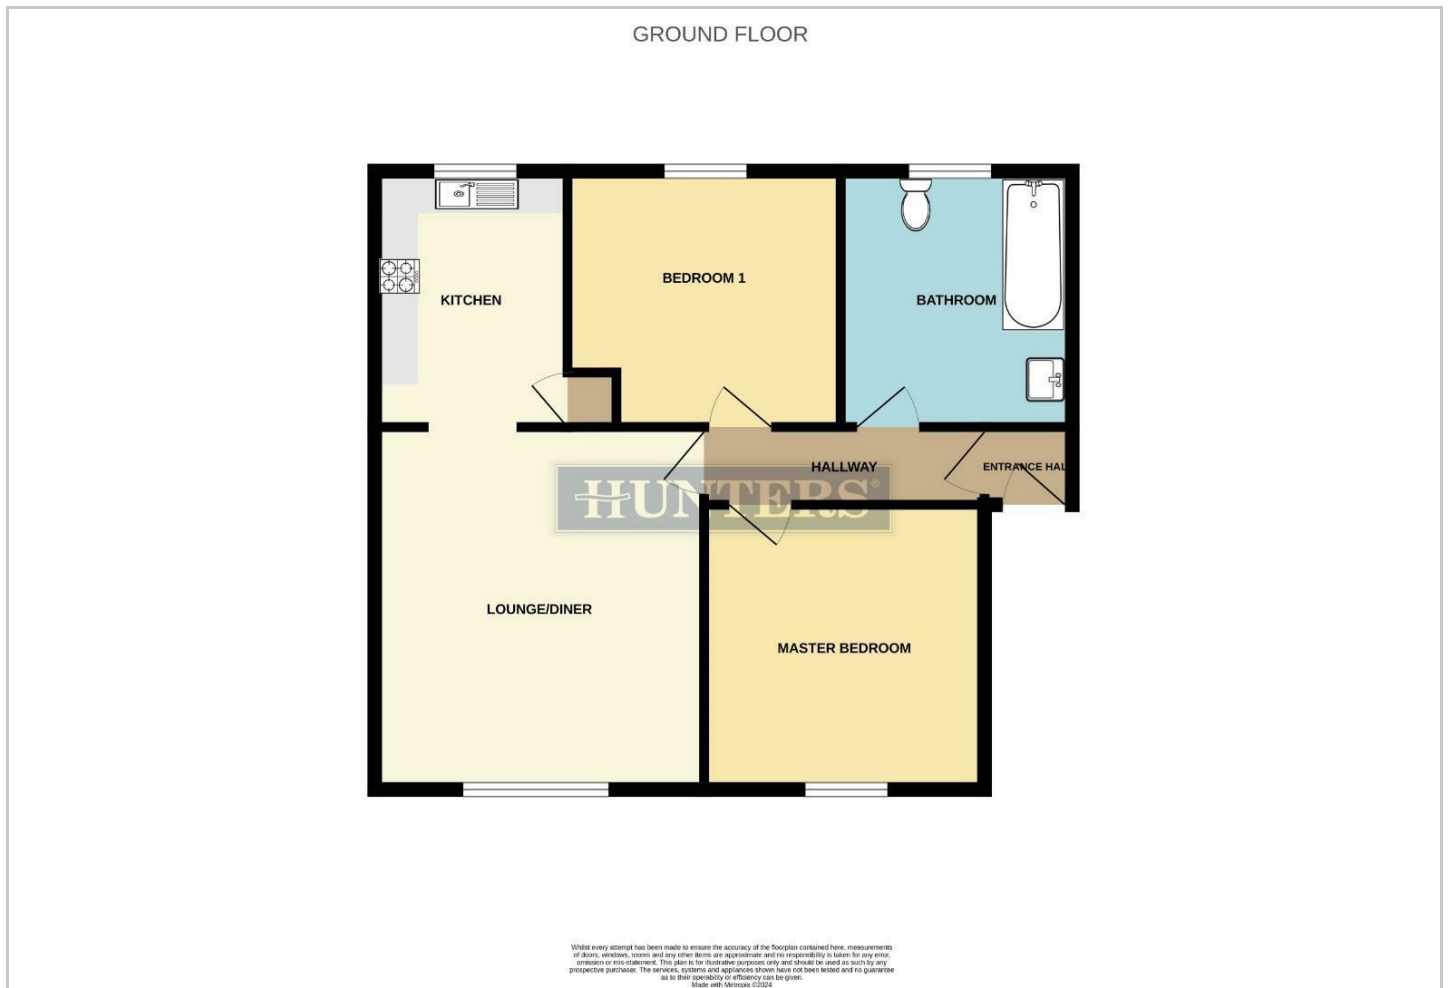 GROUND FLOOR
KITCHEN
BEDROOM 1
BATHROOM
HALLWAY
ENTRANCE HAL
HUNTERS®
LOUNGE/DINER
MASTER BEDROOM
Whilst every attempt has been made to ensure the accuracy of the floorplan contained here, measurements
of doors, windows, rooms and any other items are approximate and no responsibility is taken for any error,
omission or mis-statement. This plan is for illustrative purposes only and should be used as such by any
prospective purchaser. The services, systems and appliances shown have not been tested and no guarantee
as to their operability or efficiency can be given.
Made with Metropix ©2024